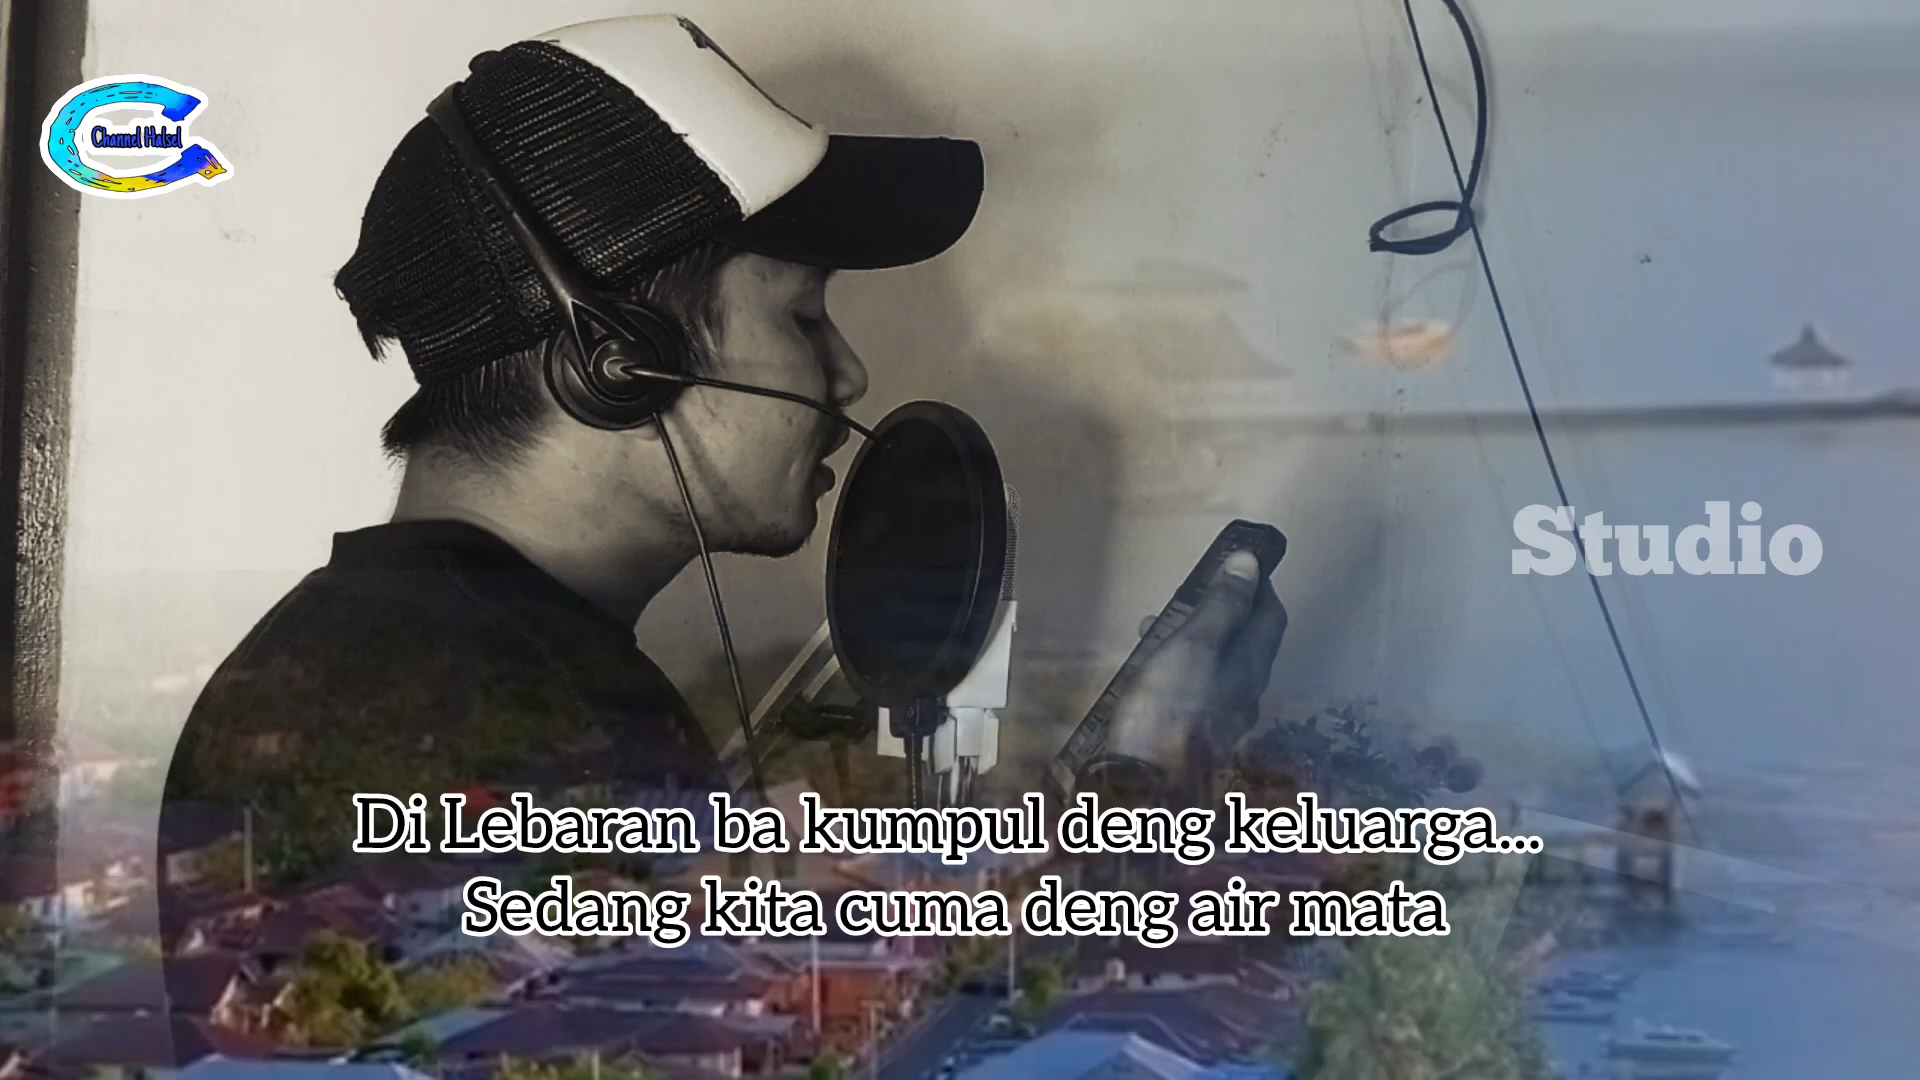 Channel Halsel
Studio
Di Lebaran ba kumpul deng keluarga...
Sedang kita cuma deng air mata